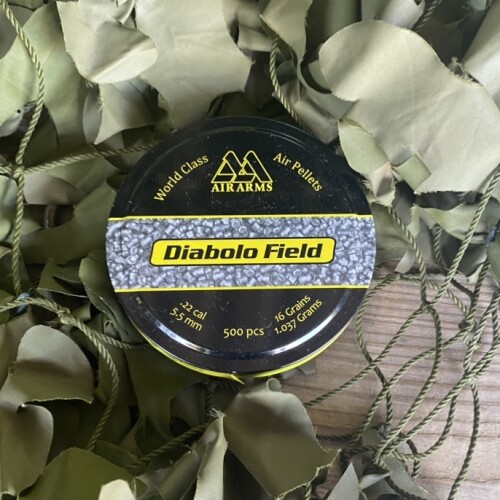 World Class
Air Pellets
AIR ARMS
Diabolo Field
.22 Cal
5.5 mm
500 pcs
16 Grains
1.037 Grams